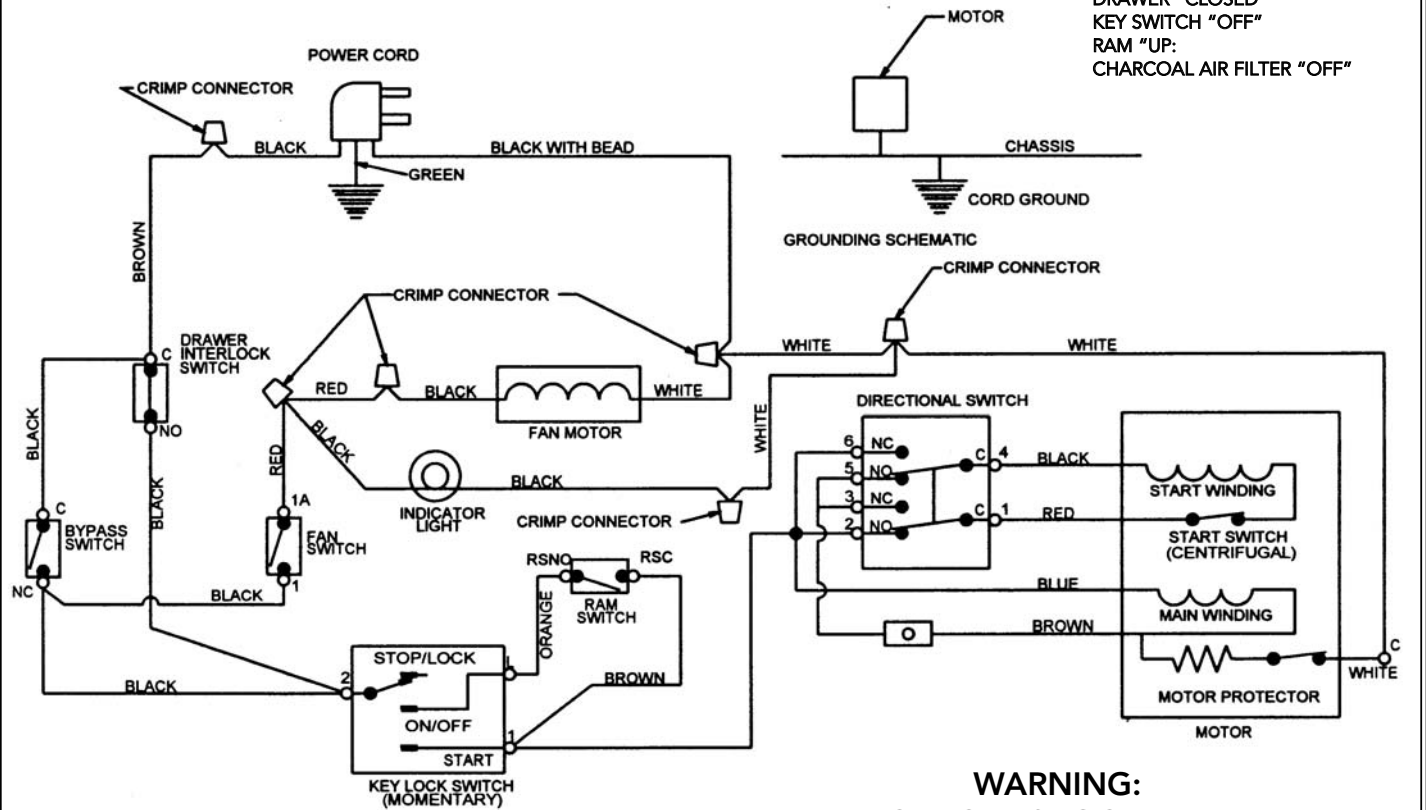 DRAWER "CLOSED"
KEY SWITCH "OFF"
RAM "UP:
CHARCOAL AIR FILTER "OFF"
MOTOR
POWER CORD
CRIMP CONNECTOR
BLACK
BLACK WITH BEAD
CHASSIS
GREEN
CORD GROUND
BROWN
GROUNDING SCHEMATIC
CRIMP CONNECTOR
CRIMP CONNECTOR
DRAWER
INTERLOCK
SWITCH
C
WHITE
WHITE
RED
BLACK
WHITE
FAN MOTOR
WHITE
DIRECTIONAL SWITCH
BLACK
NO
BLACK
RED
BLACK
6 NC
5 NO
3 NC
2 NO
C 4
C 1
BLACK
START WINDING
RED
START SWITCH
(CENTRIFUGAL)
BLACK
INDICATOR
LIGHT
BLACK
CRIMP CONNECTOR
C
BYPASS
SWITCH
NC
1A
FAN
SWITCH
1
BLACK
RSNO
RSC
RAM
SWITCH
ORANGE
BLUE
MAIN WINDING
BROWN
C
WHITE
MOTOR PROTECTOR
MOTOR
STOP/LOCK
2
L
BLACK
BROWN
ON/OFF
1
START
KEY LOCK SWITCH
(MOMENTARY)
WARNING: